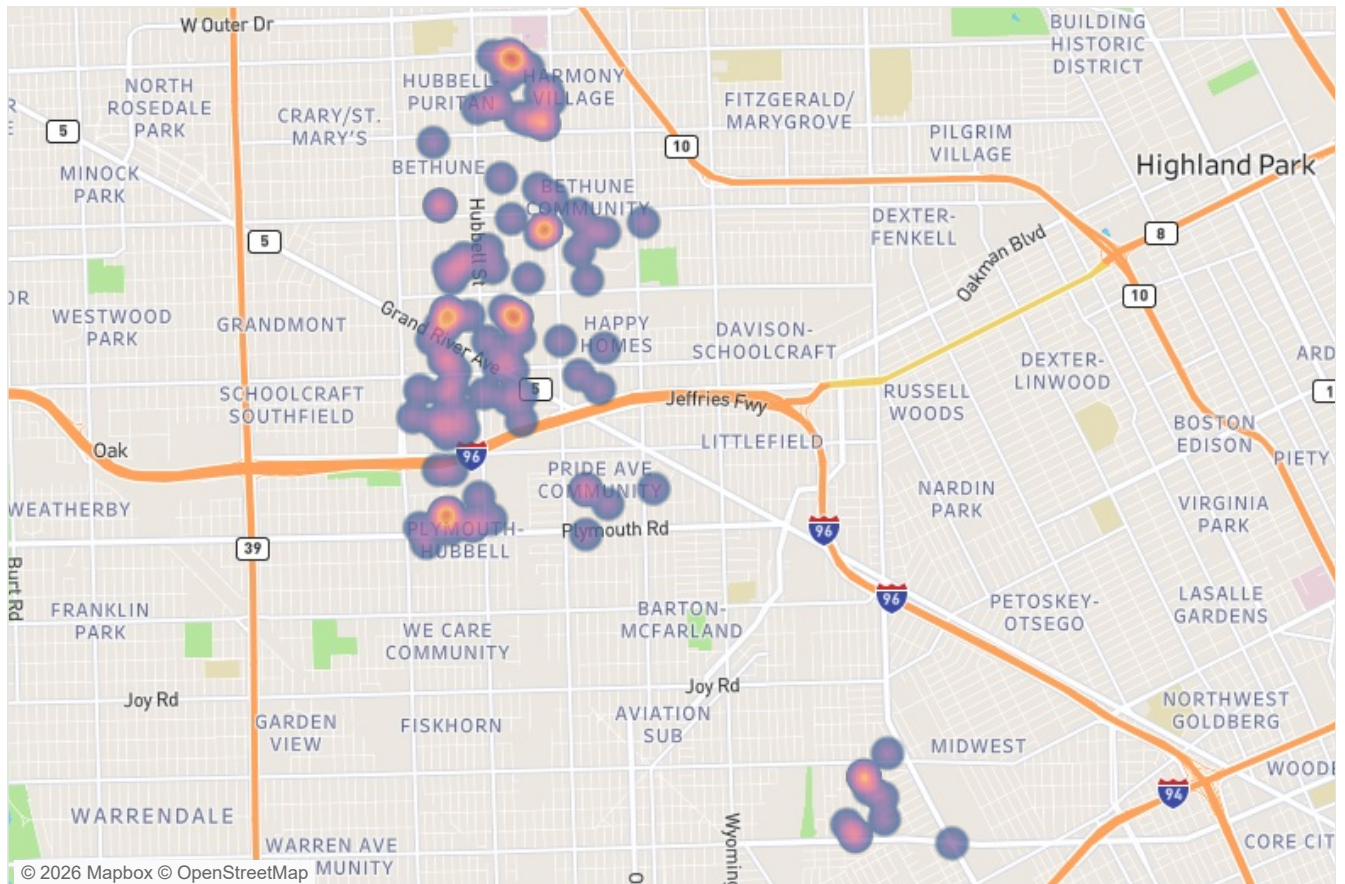 W Outer Dr
BUILDING
HISTORIC
DISTRICT
NORTH
ROSEDALE
PARK
HUBBELL-
PURITAN
HARMONY
VILLAGE
FITZGERALD/
MARYGROVE
CRARY/ST.
MARY'S
5
10
PILGRIM
VILLAGE
Highland Park
MINOCK
PARK
BETHUNE
BETHUNE
COMMUNITY
Hubbell St
DEXTER-
FENKELL
5
8
Oakman Blvd
10
OR
WESTWOOD
PARK
GRANDMONT
Grand River Ave
HAPPY
HOMES
DAVISON-
SCHOOLCRAFT
DEXTER-
LINWOOD
ARD
1
SCHOOLCRAFT
SOUTHFIELD
5
Jeffries Fwy
RUSSELL
WOODS
BOSTON
EDISON
Oak
96
LITTLEFIELD
PIETY
PRIDE AVE
COMMUNITY
NARDIN
PARK
VIRGINIA
PARK
WEATHERBY
PLYMOUTH-
HUBBELL
Plymouth Rd
96
39
Burt Rd
96
FRANKLIN
PARK
WE CARE
COMMUNITY
BARTON-
MCFARLAND
PETOSKEY-
OTSEGO
LASALLE
GARDENS
Joy Rd
Joy Rd
NORTHWEST
GOLDBERG
GARDEN
VIEW
FISKHORN
AVIATION
SUB
MIDWEST
WOODB
94
WARRENDALE
Wyoming
WARREN AVE
MUNITY
CORE CIT
© 2026 Mapbox © OpenStreetMap